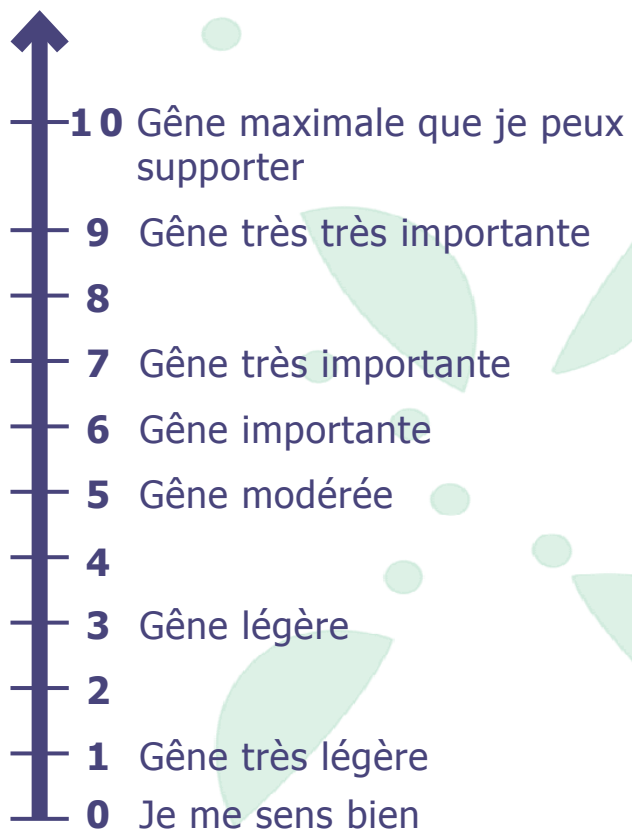 10 Gêne maximale que je peux
supporter
9 Gêne très très importante
8
7 Gêne très importante
6 Gêne importante
5 Gêne modérée
4
3 Gêne légère
2
1 Gêne très légère
0 Je me sens bien